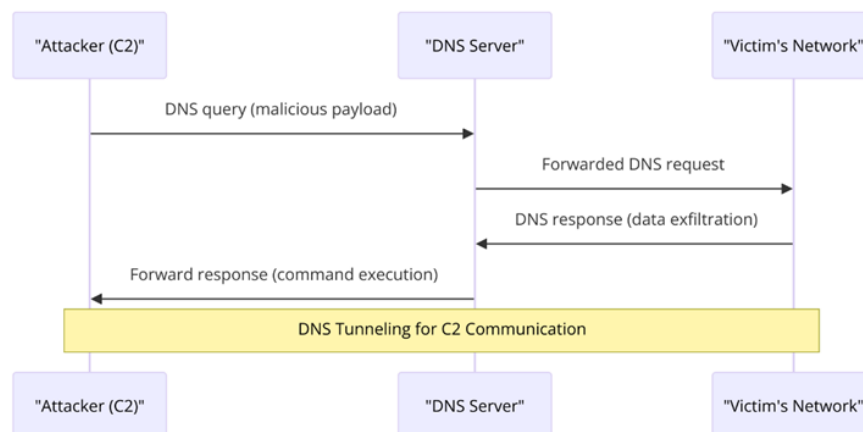 "Attacker (C2)"
"DNS Server"
"Victim's Network"
DNS query (malicious payload)
Forwarded DNS request
DNS response (data exfiltration)
Forward response (command execution)
DNS Tunneling for C2 Communication
"Attacker (C2)"
"DNS Server"
"Victim's Network"